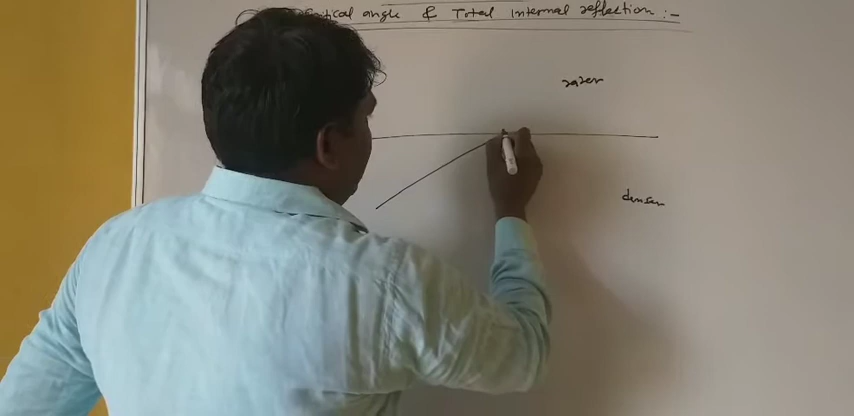 Critical angle & Total internal reflection :-
rarer
denser